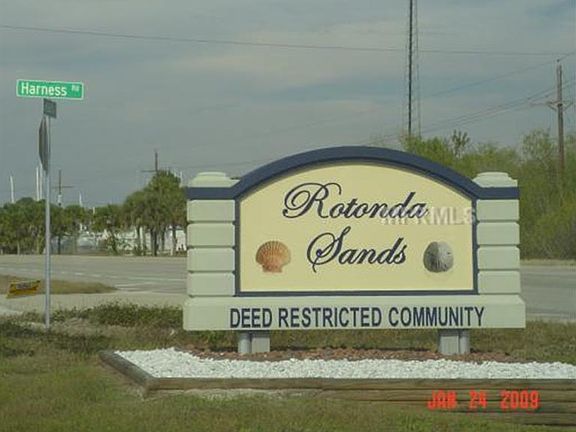 Harness Rd
Rotonda
Sands
DEED RESTRICTED COMMUNITY
JAN 24 2009